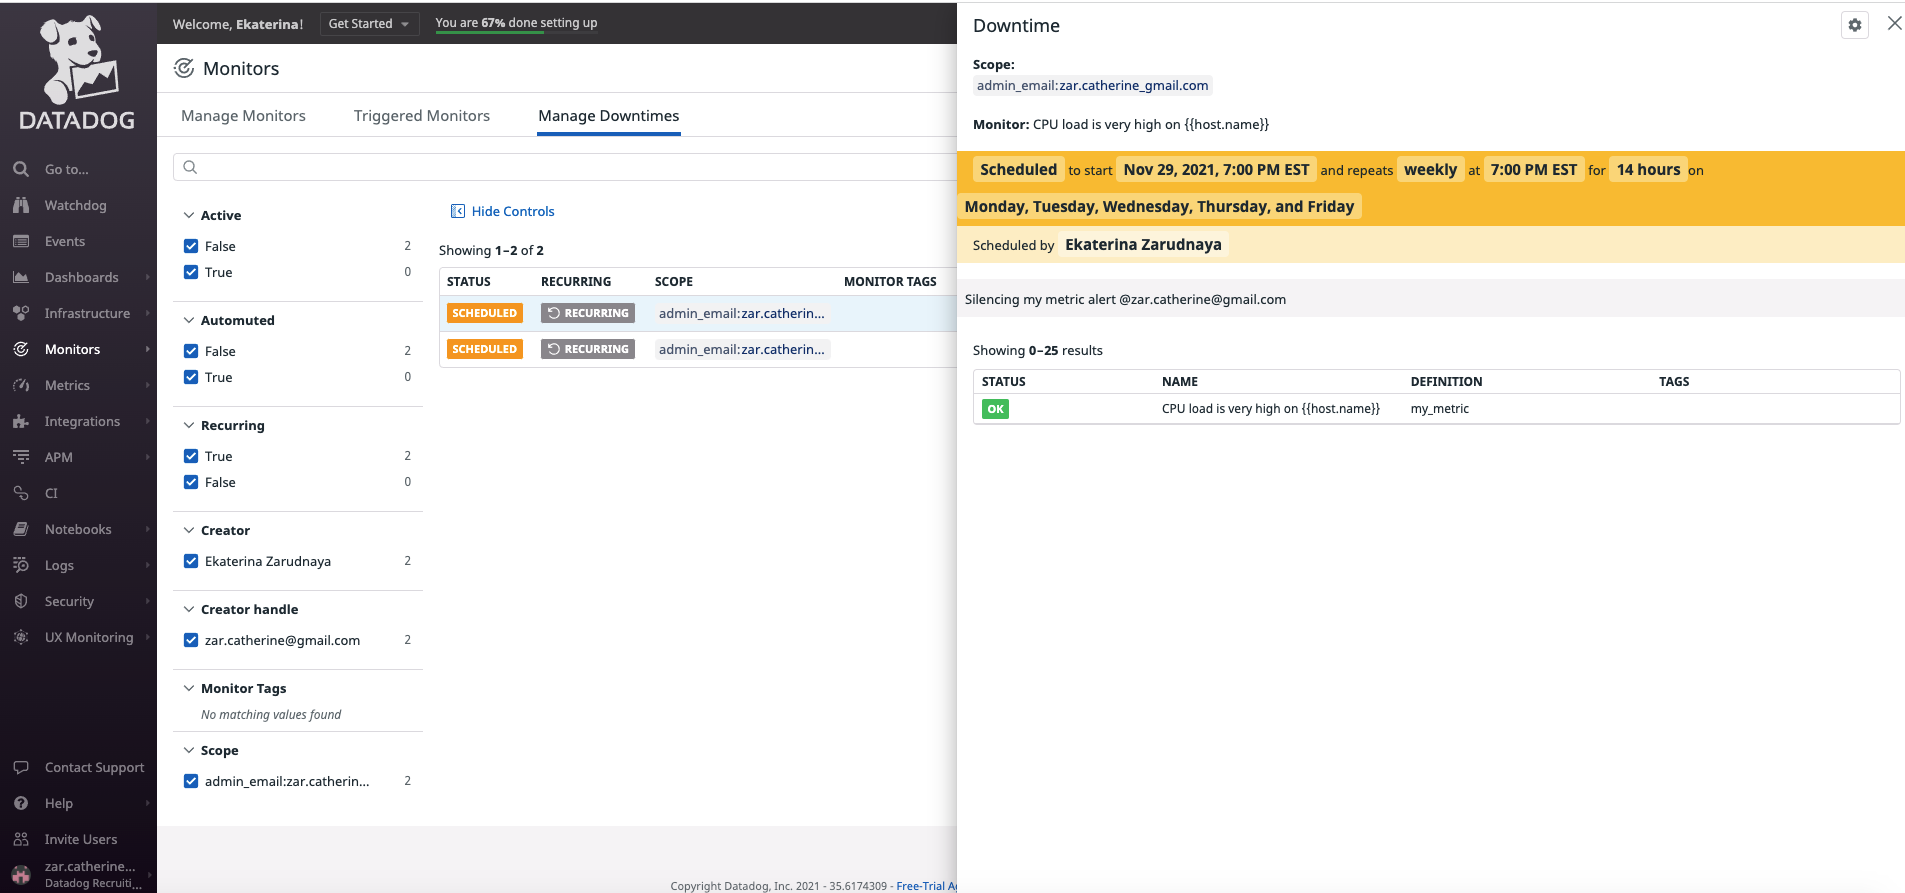 DATADOG
Go to...
Watchdog
Events
Dashboards
Infrastructure
Monitors
Metrics
Integrations
APM
CI
Notebooks
Logs
Security
UX Monitoring
Contact Support
Help
Invite Users
zar.catherine...
Datadog Recruiti...
Welcome, Ekaterina! Get Started You are 67% done setting up
Monitors
Manage Monitors Triggered Monitors Manage Downtimes
Active
False 2
True 0
Automuted
False 2
True 0
Recurring
True 2
False 0
Creator
Ekaterina Zarudnaya 2
Creator handle
zar.catherine@gmail.com 2
Monitor Tags
No matching values found
Scope
admin_email:zar.catherin... 2
Hide Controls
Showing 1–2 of 2
STATUS RECURRING SCOPE MONITOR TAGS
SCHEDULED RECURRING admin_email:zar.catherin...
SCHEDULED RECURRING admin_email:zar.catherin...
Copyright Datadog, Inc. 2021 - 35.6174309 - Free-Trial
Downtime
Scope:
admin_email:zar.catherine_gmail.com
Monitor: CPU load is very high on {{host.name}}
Scheduled to start Nov 29, 2021, 7:00 PM EST and repeats weekly at 7:00 PM EST for 14 hours on
Monday, Tuesday, Wednesday, Thursday, and Friday
Scheduled by Ekaterina Zarudnaya
Silencing my metric alert @zar.catherine@gmail.com
Showing 0–25 results
STATUS NAME DEFINITION TAGS
OK CPU load is very high on {{host.name}} my_metric